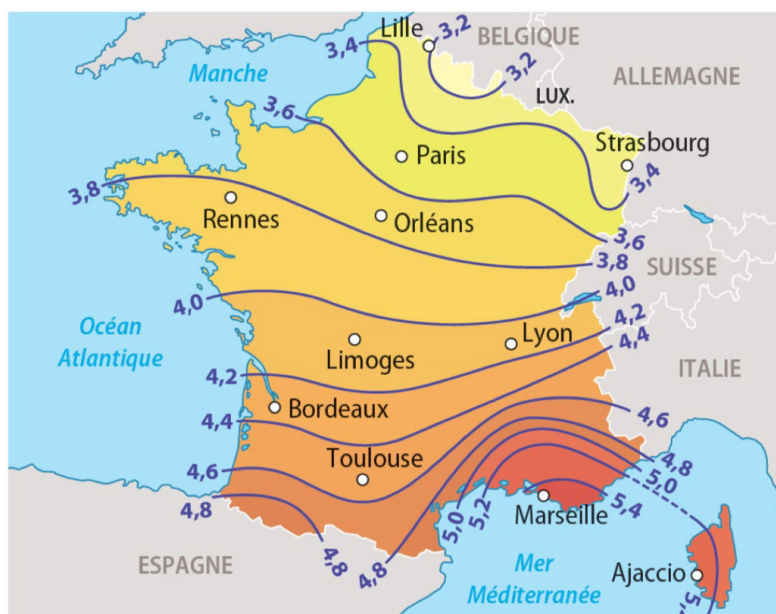 Lille
3,2
BELGIQUE
3,4
Manche
3,2
ALLEMAGNE
LUX.
3,6
Paris
Strasbourg
3,4
3,8
Rennes
Orléans
3,6
3,8
SUISSE
4,0
4,0
Océan
Atlantique
Limoges
Lyon
4,2
4,4
ITALIE
4,2
Bordeaux
4,4
4,6
Toulouse
4,6
4,8
5,0
4,8
5,0
5,2
5,4
Marseille
4,8
4,8
ESPAGNE
Mer
Méditerranée
Ajaccio